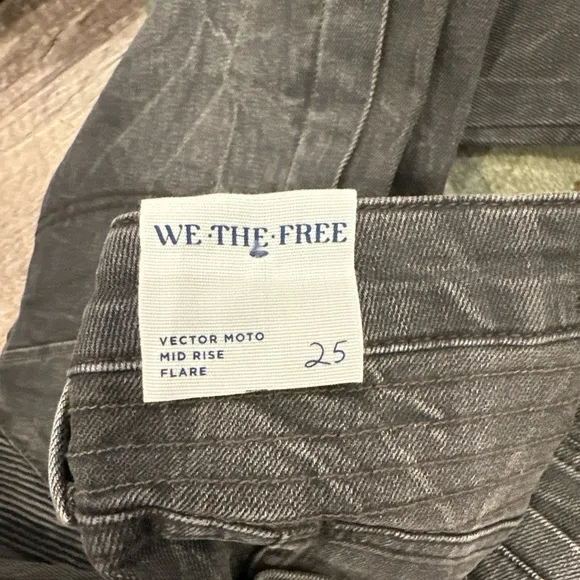 WE·THE·FREE
VECTOR MOTO
MID RISE
FLARE
25